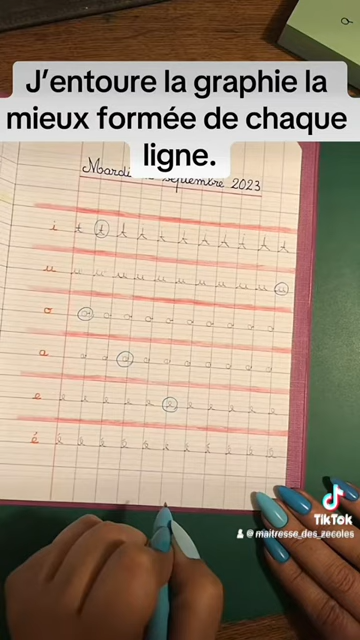 J’entoure la graphie la
mieux formée de chaque
ligne.
Mardi septembre 2023
i t t t t t t t t t t t
u u u u u u u u u u u u
o o o o o o o o o o o
a a a a a a a a a a a
e e e e e e e e e e e e
é é é é é é é é é é é é
TikTok
@ maitresse_des_zecoles